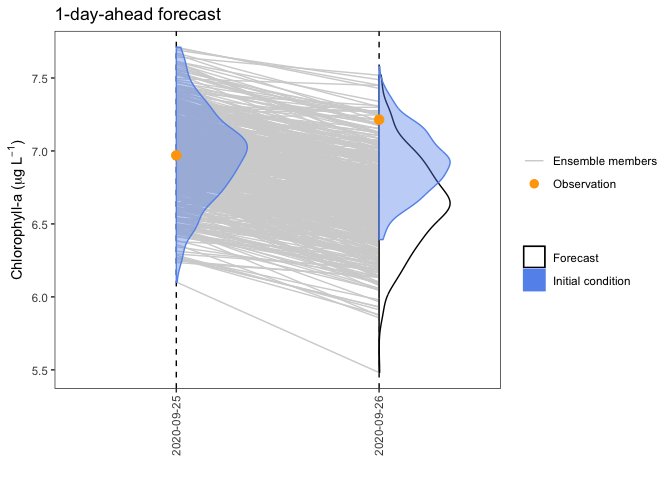 1-day-ahead forecast
Chlorophyll-a (μg L⁻¹)
7.5
7.0
6.5
6.0
5.5
2020-09-25
2020-09-26
Ensemble members
Observation
Forecast
Initial condition